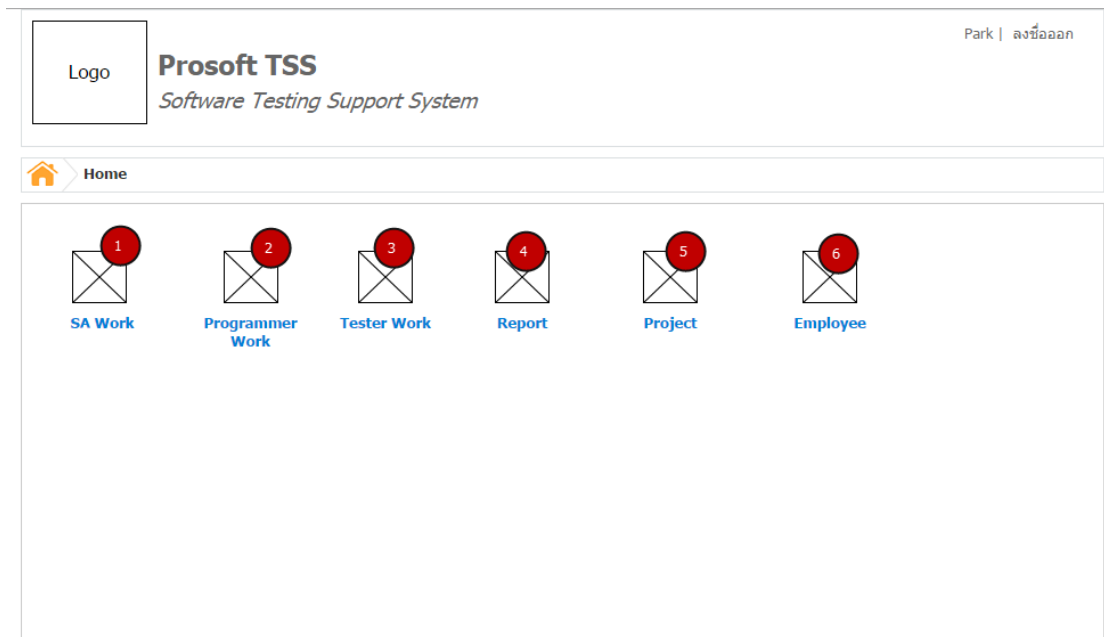 Park | ลงชื่อออก
Logo
Prosoft TSS
Software Testing Support System
Home
1 2 3 4 5 6
SA Work Programmer Tester Work Report Project Employee
Work